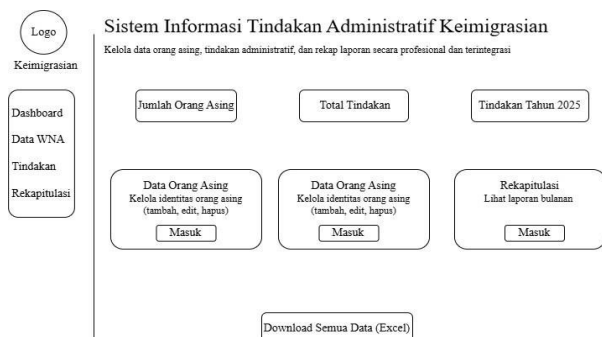 Logo
Keimigrasian
Dashboard
Data WNA
Tindakan
Rekapitulasi
Sistem Informasi Tindakan Administratif Keimigrasian
Kelola data orang asing, tindakan administratif, dan rekap laporan secara profesional dan terintegrasi
Jumlah Orang Asing
Total Tindakan
Tindakan Tahun 2025
Data Orang Asing
Kelola identitas orang asing
(tambah, edit, hapus)
Masuk
Data Orang Asing
Kelola identitas orang asing
(tambah, edit, hapus)
Masuk
Rekapitulasi
Lihat laporan bulanan
Masuk
Download Semua Data (Excel)